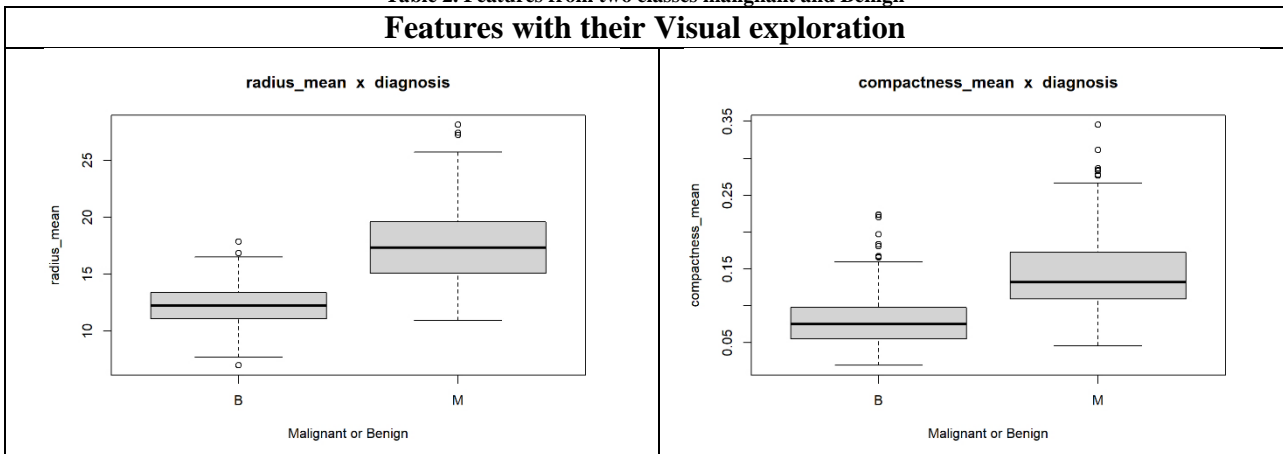 Table 2. Features from two classes malignant and Benign
Features with their Visual exploration
radius_mean x diagnosis
radius_mean
25
20
15
10
B M
Malignant or Benign
compactness_mean x diagnosis
compactness_mean
0.35
0.25
0.15
0.05
B M
Malignant or Benign